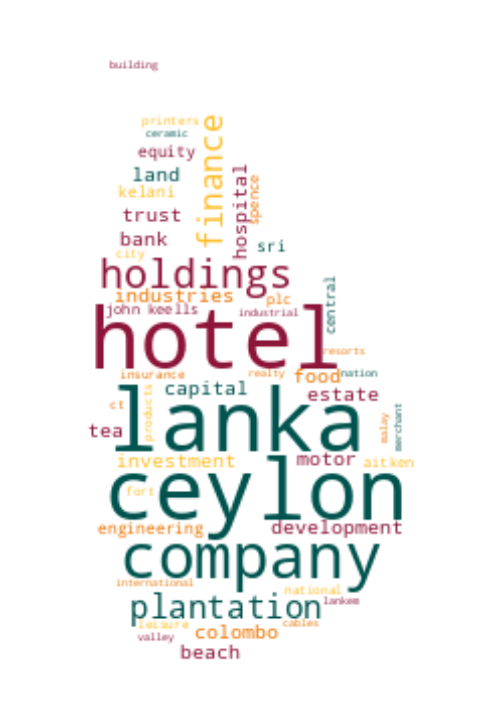 building
printers
ceramic
finance
equity
land
hospital
spence
kelani
trust
bank
sri
city
holdings
industries
plc
central
john keells
industrial
hotel
resorts
insurance
realty
food
nation
capital
products
estate
lanka
ct
merchant
malay
tea
investment
motor
aitken
ceylon
fort
engineering
development
company
international
national
plantation
lankem
leisure
cables
colombo
valley
beach